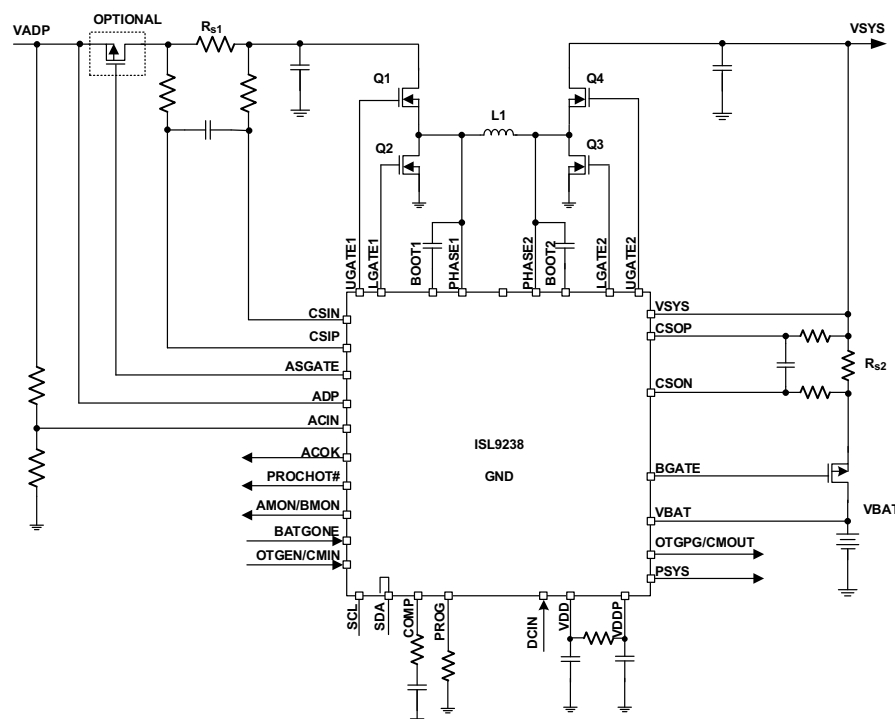 OPTIONAL
VADP
Rs1
VSYS
Q1
Q4
L1
Q2
Q3
UGATE1
LGATE1
BOOT1
PHASE1
PHASE2
BOOT2
LGATE2
UGATE2
CSIN
CSIP
ASGATE
ADP
ACIN
ACOK
PROCHOT#
AMON/BMON
BATGONE
OTGEN/CMIN
ISL9238
GND
VSYS
CSOP
Rs2
CSON
BGATE
VBAT
VBAT
OTGPG/CMOUT
PSYS
SCL
SDA
COMP
PROG
DCIN
VDD
VDDP